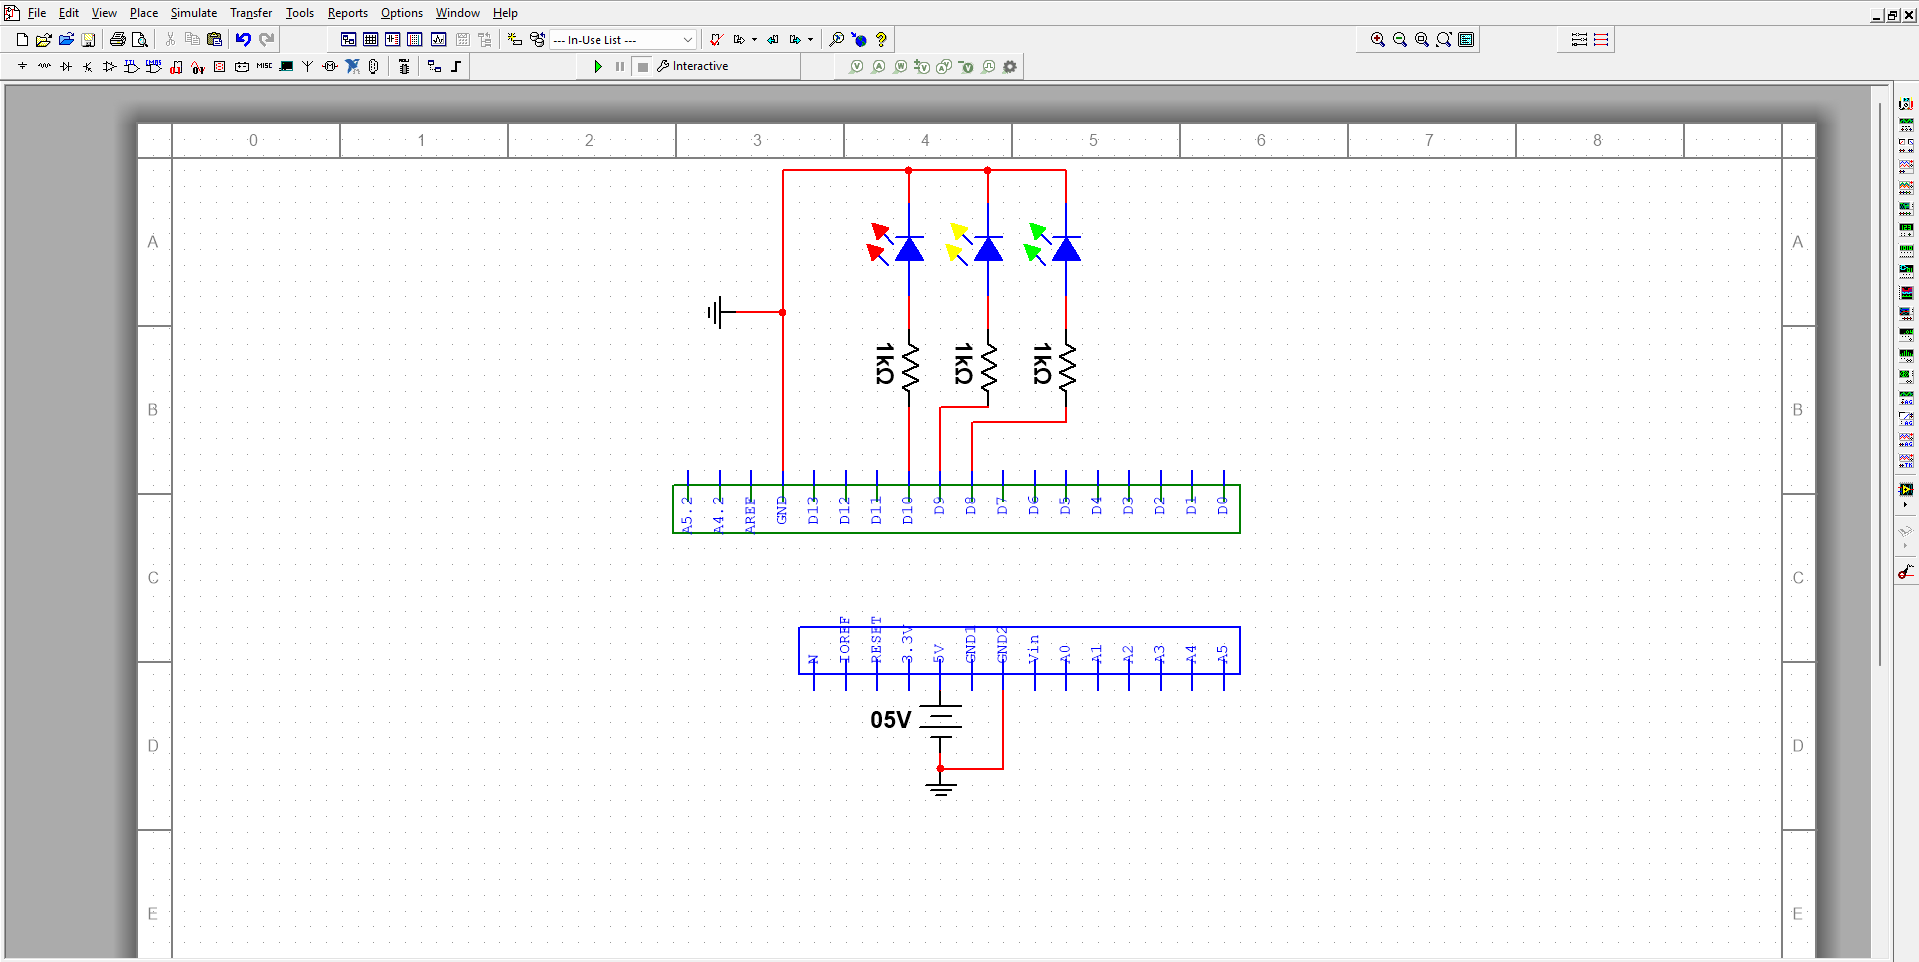 File Edit View Place Simulate Transfer Tools Reports Options Window Help
--- In-Use List ---
MISC Interactive
0 1 2 3 4 5 6 7 8
A A
1kΩ 1kΩ 1kΩ
B B
A5.2 A4.2 AREF GND D13 D12 D11 D10 D9 D8 D7 D6 D5 D4 D3 D2 D1 D0
C C
N IOREF RESET 3.3V 5V GND1 GND2 Vin A0 A1 A2 A3 A4 A5
05V
D D
E E